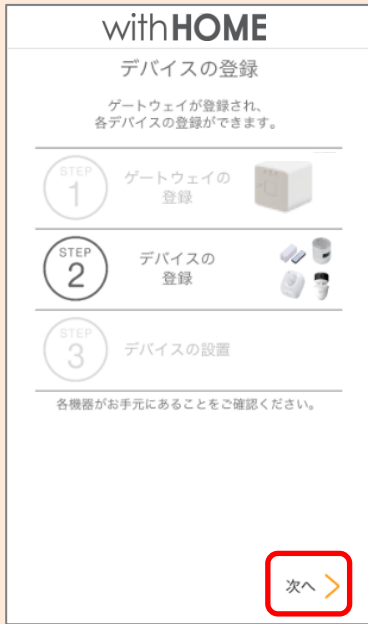 withHOME
デバイスの登録
ゲートウェイが登録され、
各デバイスの登録ができます。
STEP
1
ゲートウェイの
登録
STEP
2
デバイスの
登録
STEP
3
デバイスの設置
各機器がお手元にあることをご確認ください。
次へ